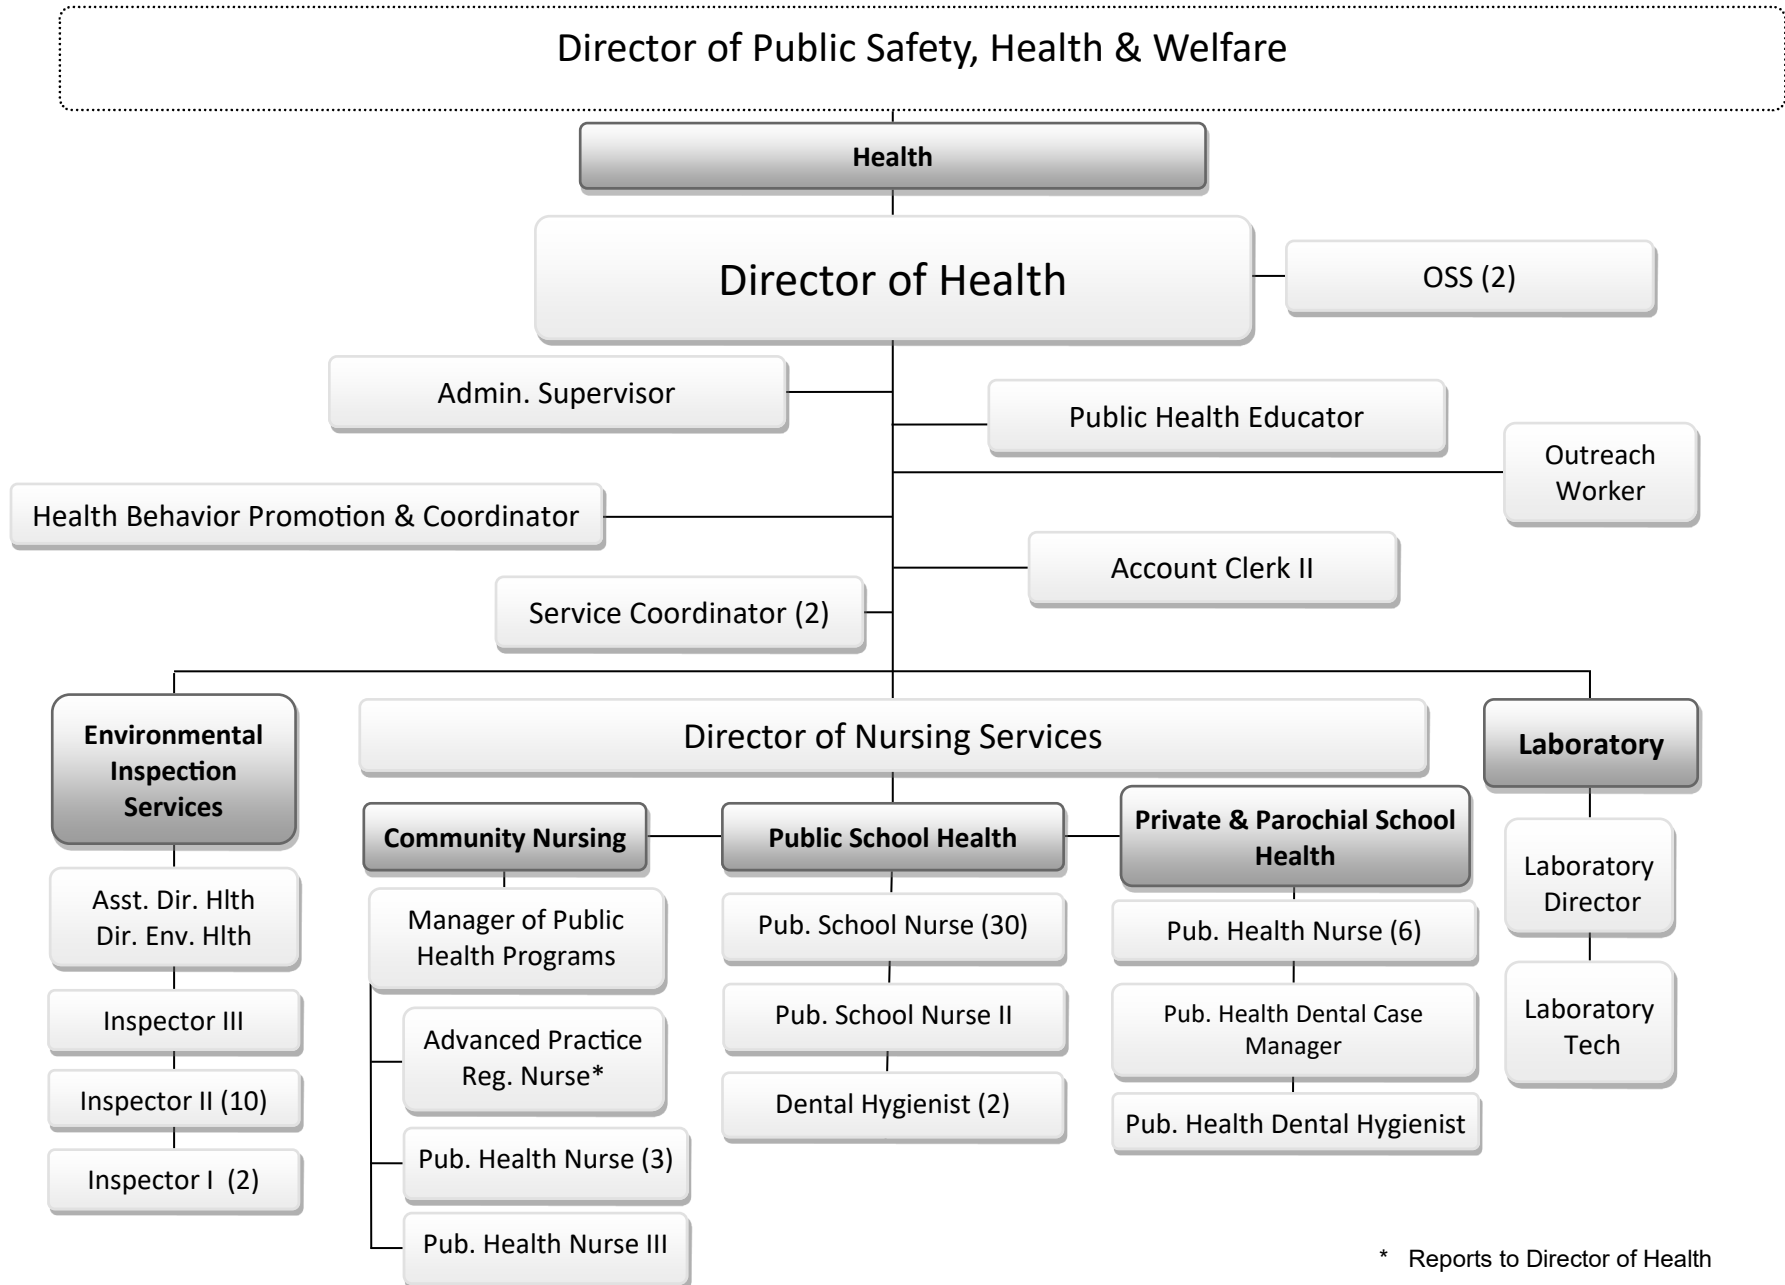 Director of Public Safety, Health & Welfare
Health
Director of Health
OSS (2)
Admin. Supervisor
Public Health Educator
Outreach
Worker
Health Behavior Promotion & Coordinator
Account Clerk II
Service Coordinator (2)
Environmental
Inspection
Services
Asst. Dir. Hlth
Dir. Env. Hlth
Inspector III
Inspector II (10)
Inspector I  (2)
Director of Nursing Services
Community Nursing
Manager of Public
Health Programs
Advanced Practice
Reg. Nurse*
Pub. Health Nurse (3)
Pub. Health Nurse III
Public School Health
Pub. School Nurse (30)
Pub. School Nurse II
Dental Hygienist (2)
Private & Parochial School
Health
Pub. Health Nurse (6)
Pub. Health Dental Case
Manager
Pub. Health Dental Hygienist
Laboratory
Laboratory
Director
Laboratory
Tech
* Reports to Director of Health